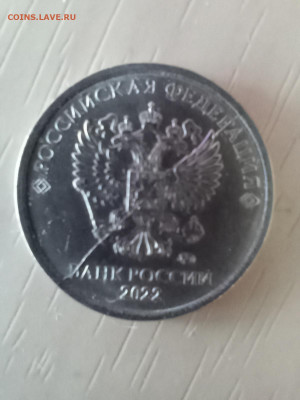 COINS.LAVE.RU
РОССИЙСКАЯ ФЕДЕРАЦИЯ
БАНК РОССИИ
2022